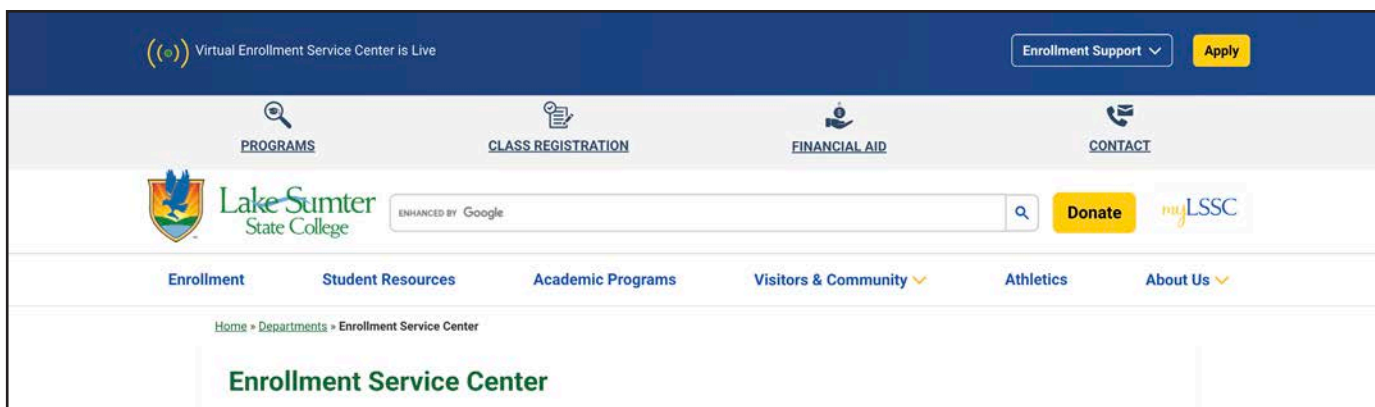 Virtual Enrollment Service Center is Live
Enrollment Support
Apply
PROGRAMS
CLASS REGISTRATION
FINANCIAL AID
CONTACT
Lake Sumter
State College
ENHANCED BY Google
Donate
myLSSC
Enrollment
Student Resources
Academic Programs
Visitors & Community
Athletics
About Us
Home » Departments » Enrollment Service Center
Enrollment Service Center